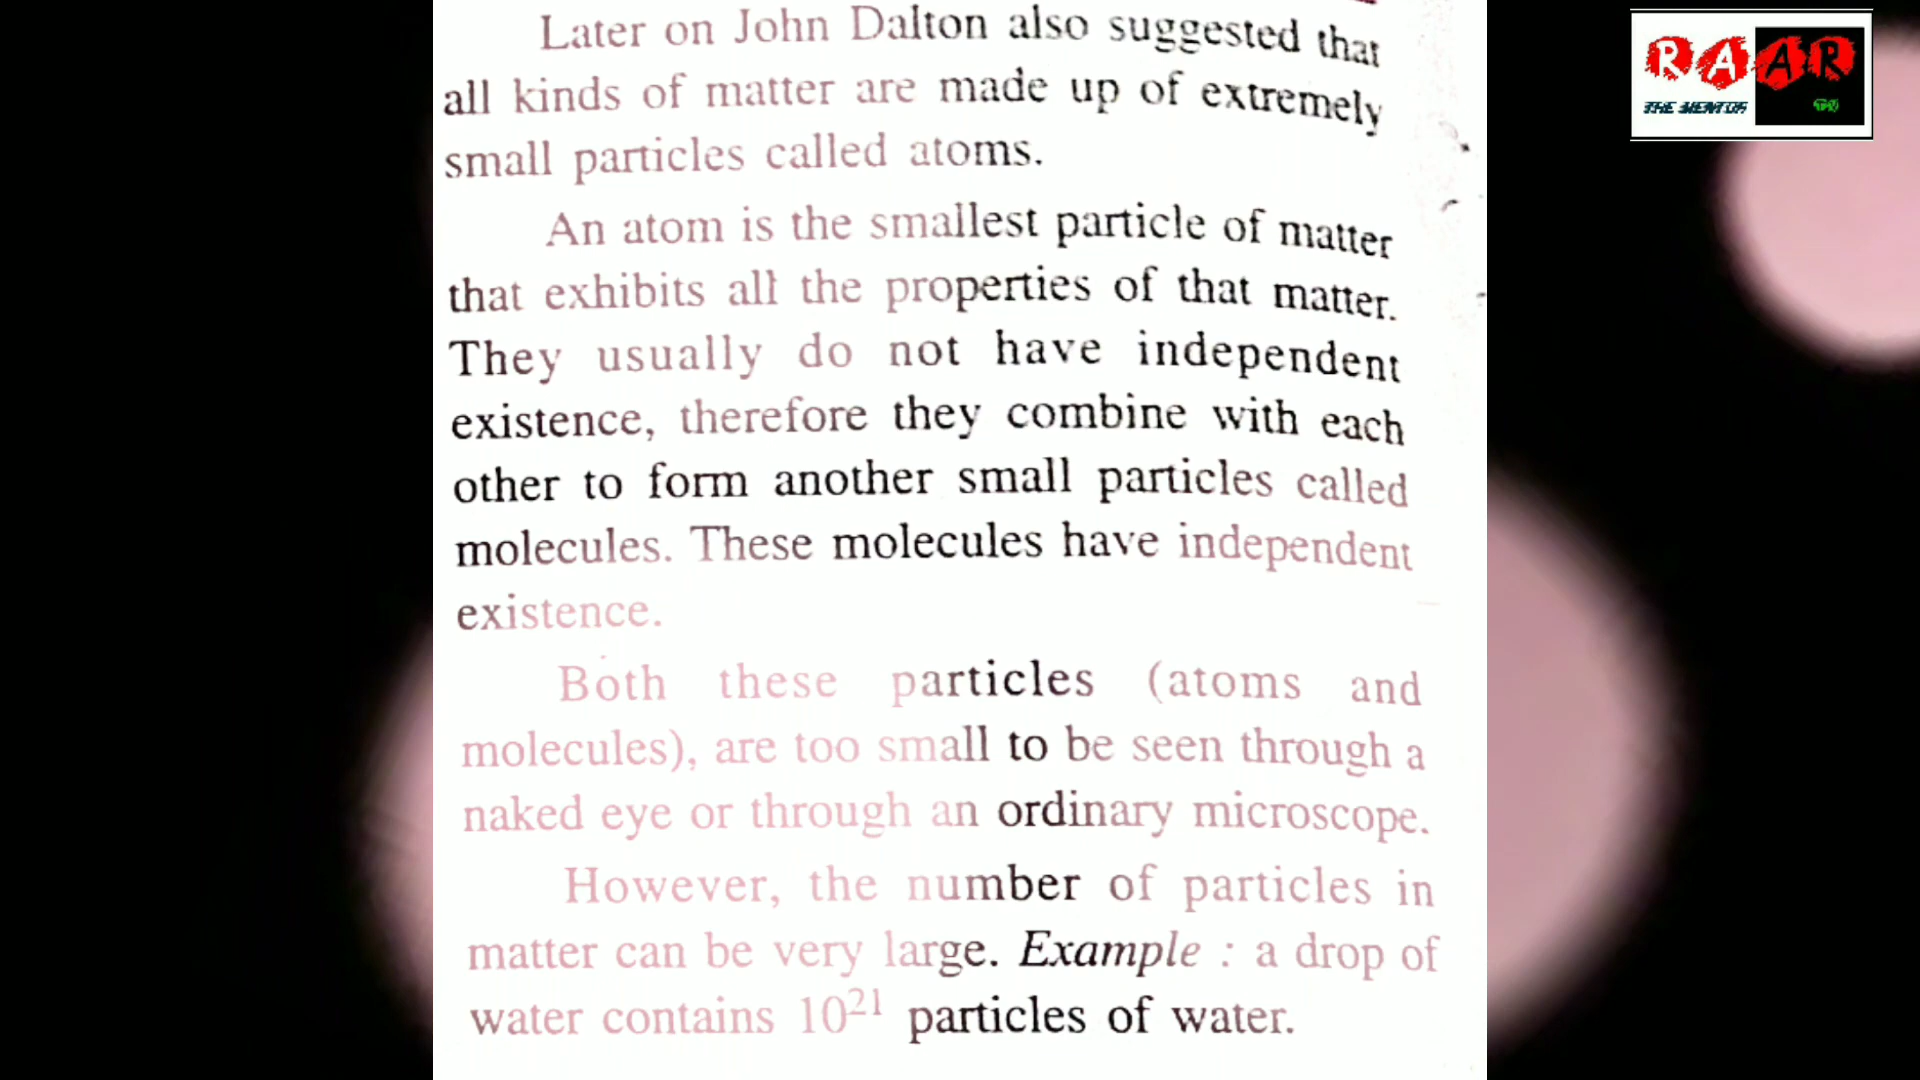 Later on John Dalton also suggested that
all kinds of matter are made up of extremely
small particles called atoms.
An atom is the smallest particle of matter
that exhibits all the properties of that matter.
They usually do not have independent
existence, therefore they combine with each
other to form another small particles called
molecules. These molecules have independent
existence.
Both these particles (atoms and
molecules), are too small to be seen through a
naked eye or through an ordinary microscope.
However, the number of particles in
matter can be very large. Example : a drop of
water contains 10²¹ particles of water.
RAAR
THE MENTOR